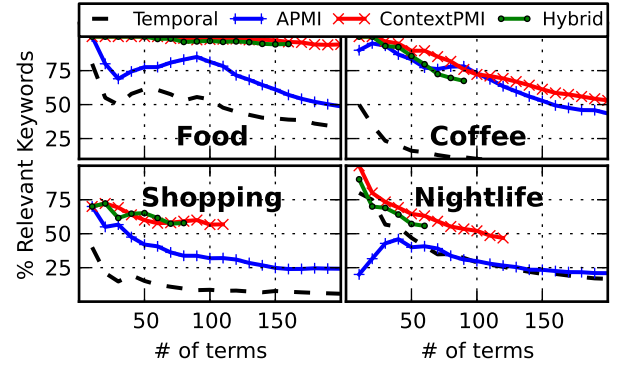 Temporal APMI ContextPMI Hybrid
% Relevant Keywords
75
50
25
Food
Coffee
75
50
25
Shopping
Nightlife
50 100 150
50 100 150
# of terms
# of terms